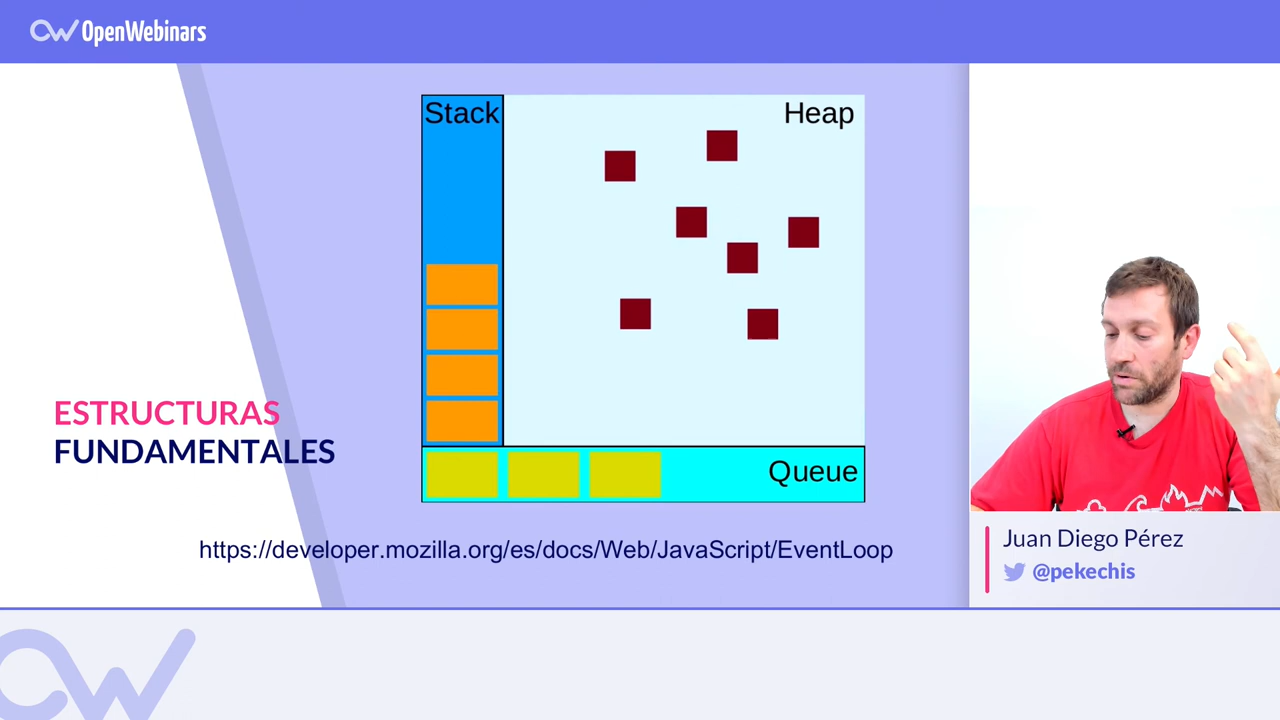 OpenWebinars
Stack
Heap
ESTRUCTURAS
FUNDAMENTALES
Queue
https://developer.mozilla.org/es/docs/Web/JavaScript/EventLoop
Juan Diego Pérez
@pekechis